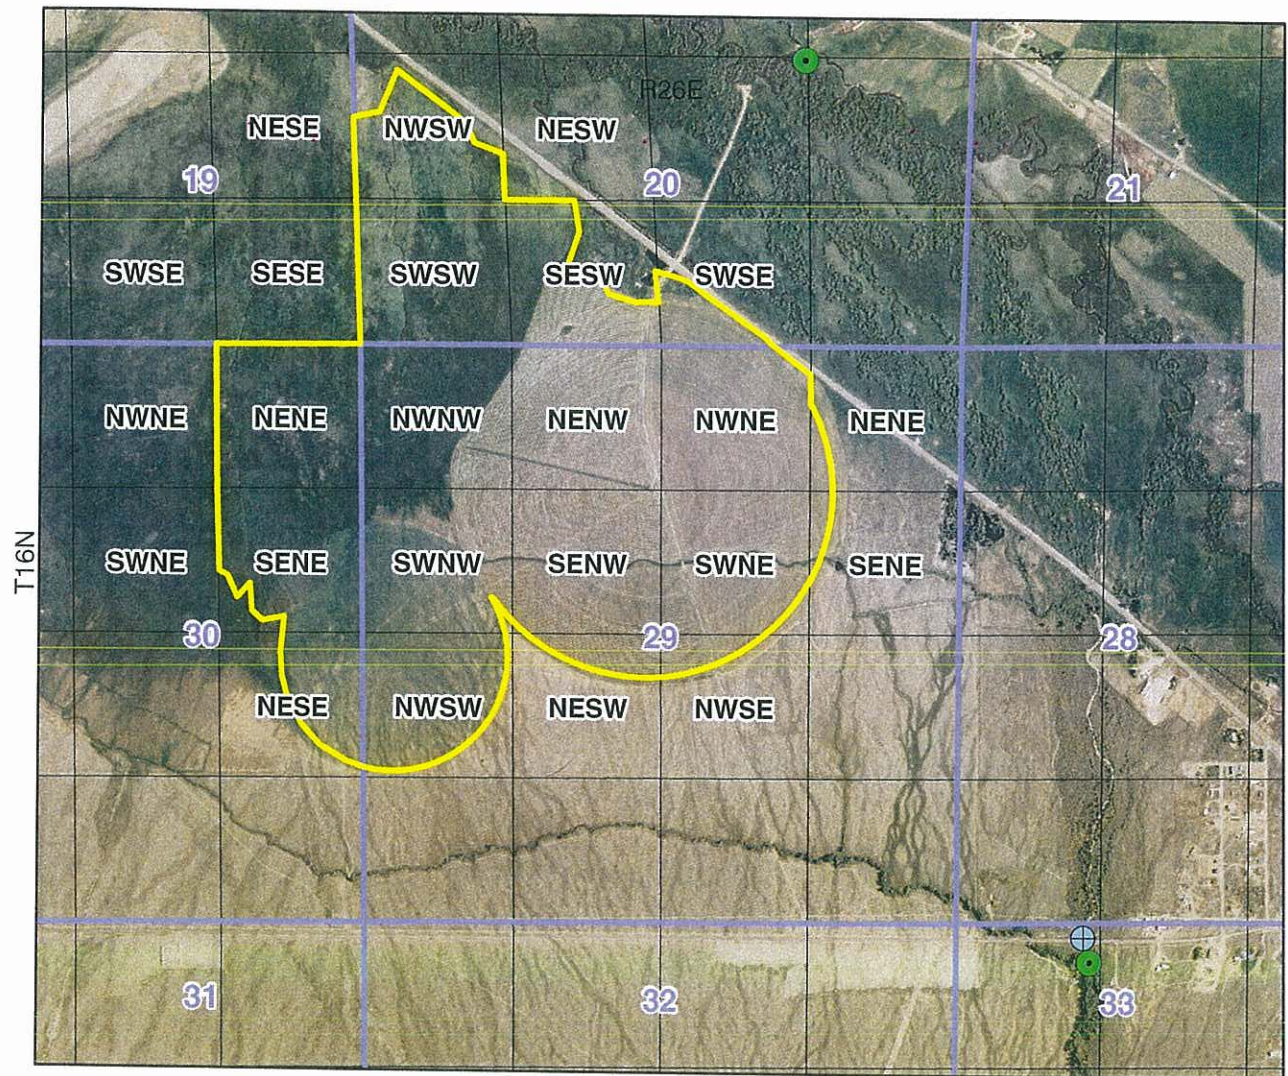 R26E
NESE NWSW NESW
19 20 21
SWSE SESE SWSW SESW SWSE
NWNE NENE NWNW NENW NWNE NENE
T16N
SWNE SENE SWNW SENW SWNE SENE
30 29 28
NESE NWSW NESW NWSE
31 32 33